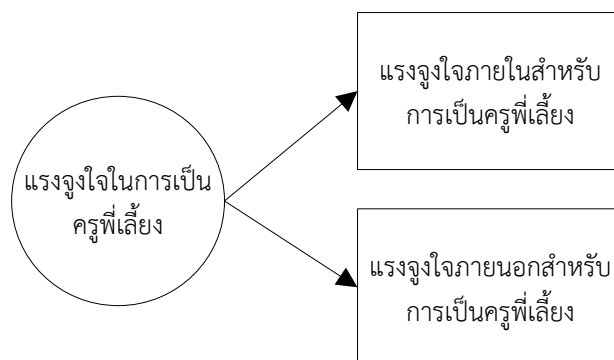 แรงจูงใจภายในสำหรับ
การเป็นครูพี่เลี้ยง
แรงจูงใจในการเป็น
ครูพี่เลี้ยง
แรงจูงใจภายนอกสำหรับ
การเป็นครูพี่เลี้ยง